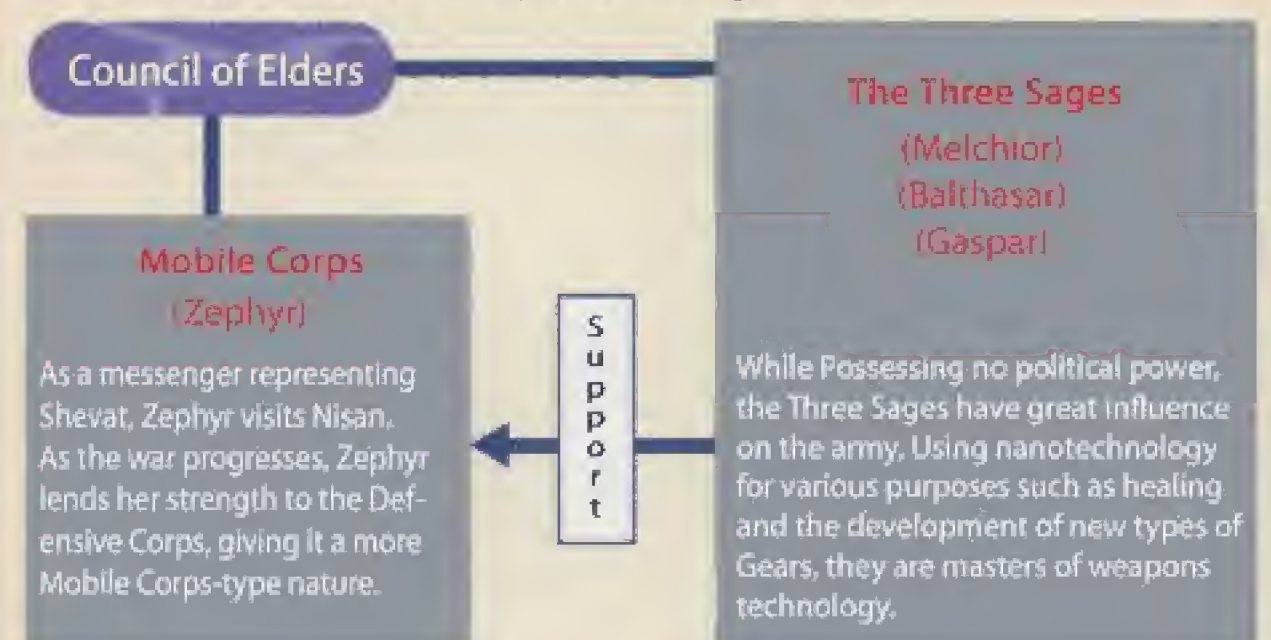 Council of Elders
The Three Sages
(Melchior)
(Balthasar)
(Gaspar)
Mobile Corps
(Zephyr)
As a messenger representing
Shevat, Zephyr visits Nisan.
As the war progresses, Zephyr
lends her strength to the Def-
ensive Corps, giving it a more
Mobile Corps-type nature.
Support
While Possessing no political power,
the Three Sages have great influence
on the army, Using nanotechnology
for various purposes such as healing
and the development of new types of
Gears, they are masters of weapons
technology.